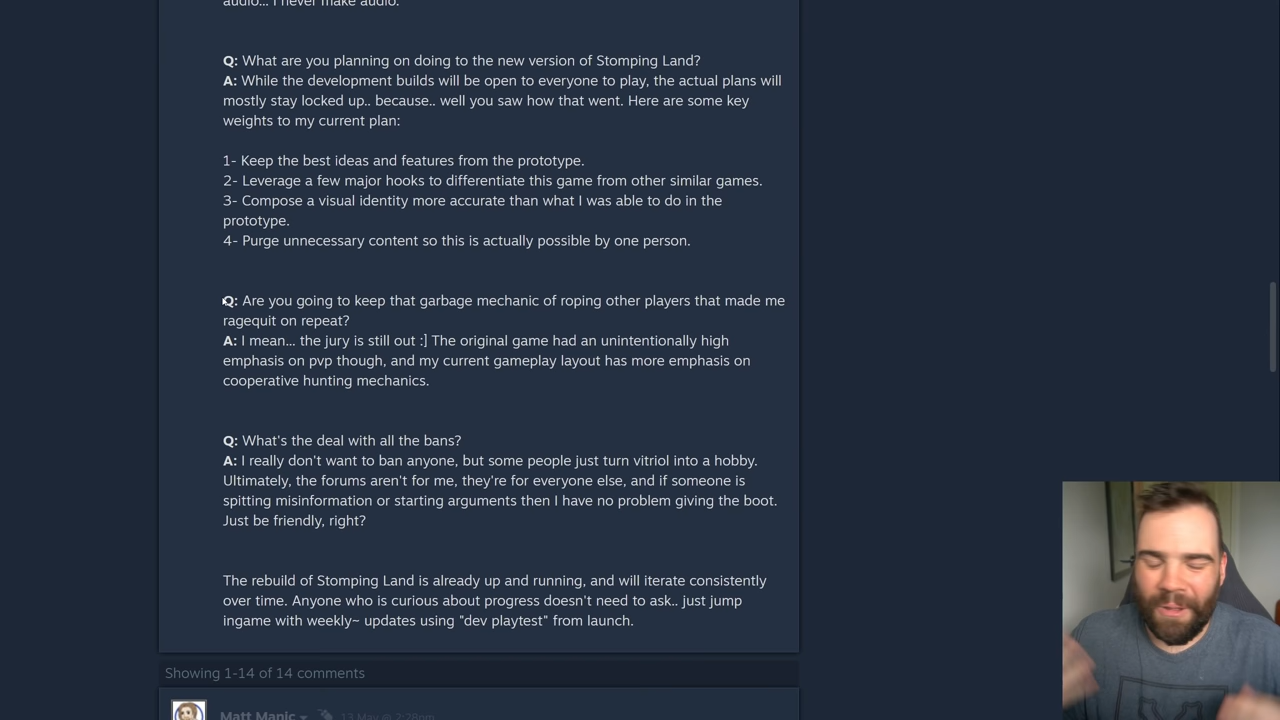 audio... I never make audio.
Q: What are you planning on doing to the new version of Stomping Land?
A: While the development builds will be open to everyone to play, the actual plans will
mostly stay locked up.. because.. well you saw how that went. Here are some key
weights to my current plan:
1- Keep the best ideas and features from the prototype.
2- Leverage a few major hooks to differentiate this game from other similar games.
3- Compose a visual identity more accurate than what I was able to do in the
prototype.
4- Purge unnecessary content so this is actually possible by one person.
Q: Are you going to keep that garbage mechanic of roping other players that made me
ragequit on repeat?
A: I mean... the jury is still out :] The original game had an unintentionally high
emphasis on pvp though, and my current gameplay layout has more emphasis on
cooperative hunting mechanics.
Q: What's the deal with all the bans?
A: I really don't want to ban anyone, but some people just turn vitriol into a hobby.
Ultimately, the forums aren't for me, they're for everyone else, and if someone is
spitting misinformation or starting arguments then I have no problem giving the boot.
Just be friendly, right?
The rebuild of Stomping Land is already up and running, and will iterate consistently
over time. Anyone who is curious about progress doesn't need to ask.. just jump
ingame with weekly~ updates using "dev playtest" from launch.
Showing 1-14 of 14 comments
Matt Manic 13 May @ 2:28pm